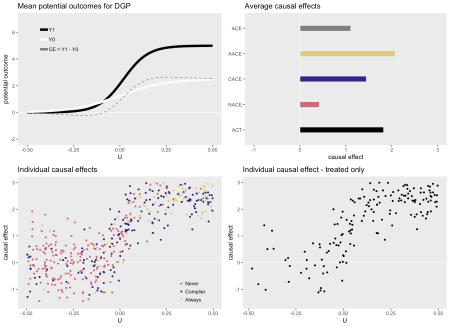 Mean potential outcomes for DGP
Y1
Y0
CE = Y1 - Y0
potential outcome
6
4
2
0
-2
-0.50
-0.25
0.00
0.25
0.50
U
Average causal effects
ACE
AACE
CACE
NACE
ACT
-1
0
1
2
3
causal effect
Individual causal effects
causal effect
3
2
1
0
-1
Never
Complier
Always
-0.50
-0.25
0.00
0.25
0.50
U
Individual causal effect - treated only
causal effect
3
2
1
0
-1
-0.50
-0.25
0.00
0.25
0.50
U